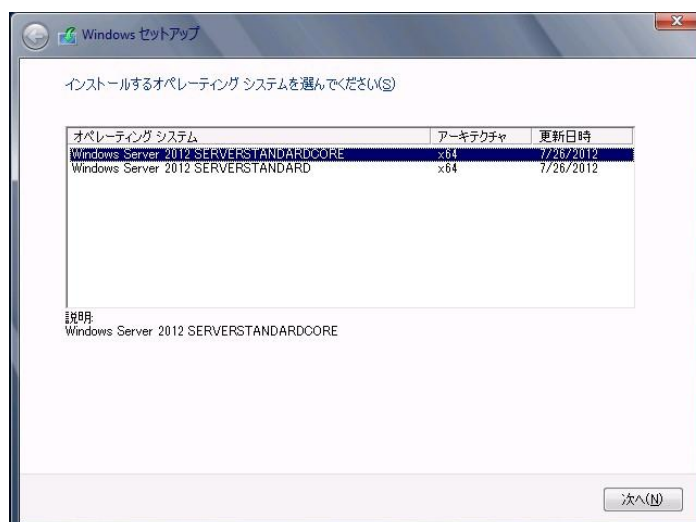 Windows セットアップ
インストールするオペレーティング システムを選んでください(S)
オペレーティング システム アーキテクチャ 更新日時
Windows Server 2012 SERVERSTANDARDCORE x64 7/26/2012
Windows Server 2012 SERVERSTANDARD x64 7/26/2012
説明:
Windows Server 2012 SERVERSTANDARDCORE
次へ(N)